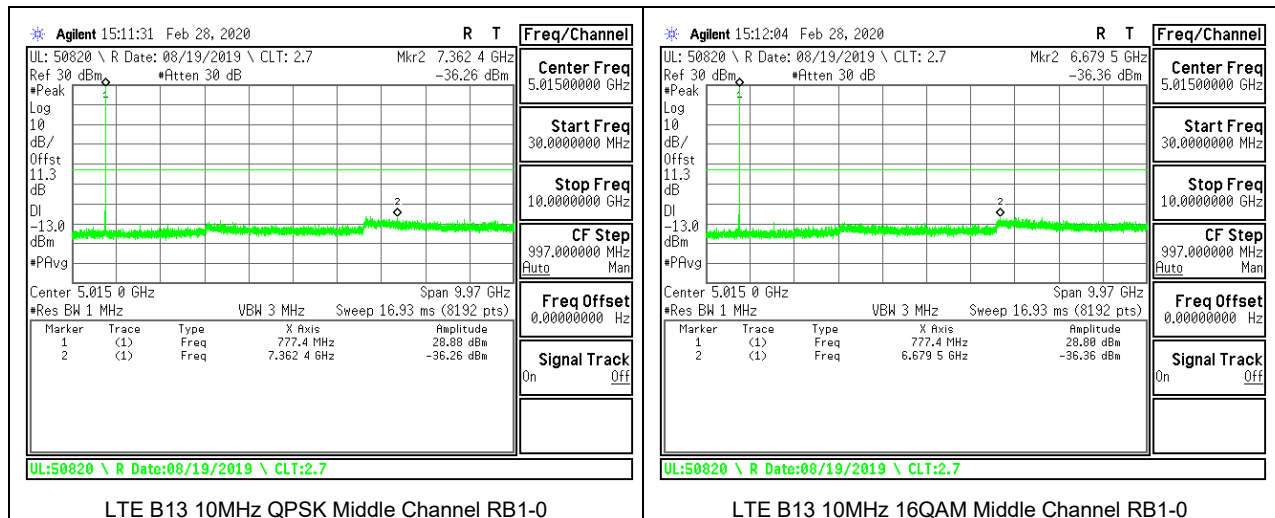 Agilent 15:11:31 Feb 28, 2020 R T
UL: 50820 \ R Date: 08/19/2019 \ CLT: 2.7 Mkr2 7.362 4 GHz
Ref 30 dBm #Atten 30 dB -36.26 dBm
#Peak
Log
10
dB/
Offst
11.3
dB
DI
-13.0
dBm
#PAvg
1
2
Center 5.015 0 GHz Span 9.97 GHz
#Res BW 1 MHz VBW 3 MHz Sweep 16.93 ms (8192 pts)
Marker Trace Type X Axis Amplitude
1 (1) Freq 777.4 MHz 28.88 dBm
2 (1) Freq 7.362 4 GHz -36.26 dBm
UL:50820 \ R Date:08/19/2019 \ CLT:2.7
Freq/Channel
Center Freq
5.01500000 GHz
Start Freq
30.0000000 MHz
Stop Freq
10.0000000 GHz
CF Step
997.000000 MHz
Auto Man
Freq Offset
0.00000000 Hz
Signal Track
On Off
LTE B13 10MHz QPSK Middle Channel RB1-0
Agilent 15:12:04 Feb 28, 2020 R T
UL: 50820 \ R Date: 08/19/2019 \ CLT: 2.7 Mkr2 6.679 5 GHz
Ref 30 dBm #Atten 30 dB -36.36 dBm
#Peak
Log
10
dB/
Offst
11.3
dB
DI
-13.0
dBm
#PAvg
1
2
Center 5.015 0 GHz Span 9.97 GHz
#Res BW 1 MHz VBW 3 MHz Sweep 16.93 ms (8192 pts)
Marker Trace Type X Axis Amplitude
1 (1) Freq 777.4 MHz 28.80 dBm
2 (1) Freq 6.679 5 GHz -36.36 dBm
UL:50820 \ R Date:08/19/2019 \ CLT:2.7
Freq/Channel
Center Freq
5.01500000 GHz
Start Freq
30.0000000 MHz
Stop Freq
10.0000000 GHz
CF Step
997.000000 MHz
Auto Man
Freq Offset
0.00000000 Hz
Signal Track
On Off
LTE B13 10MHz 16QAM Middle Channel RB1-0